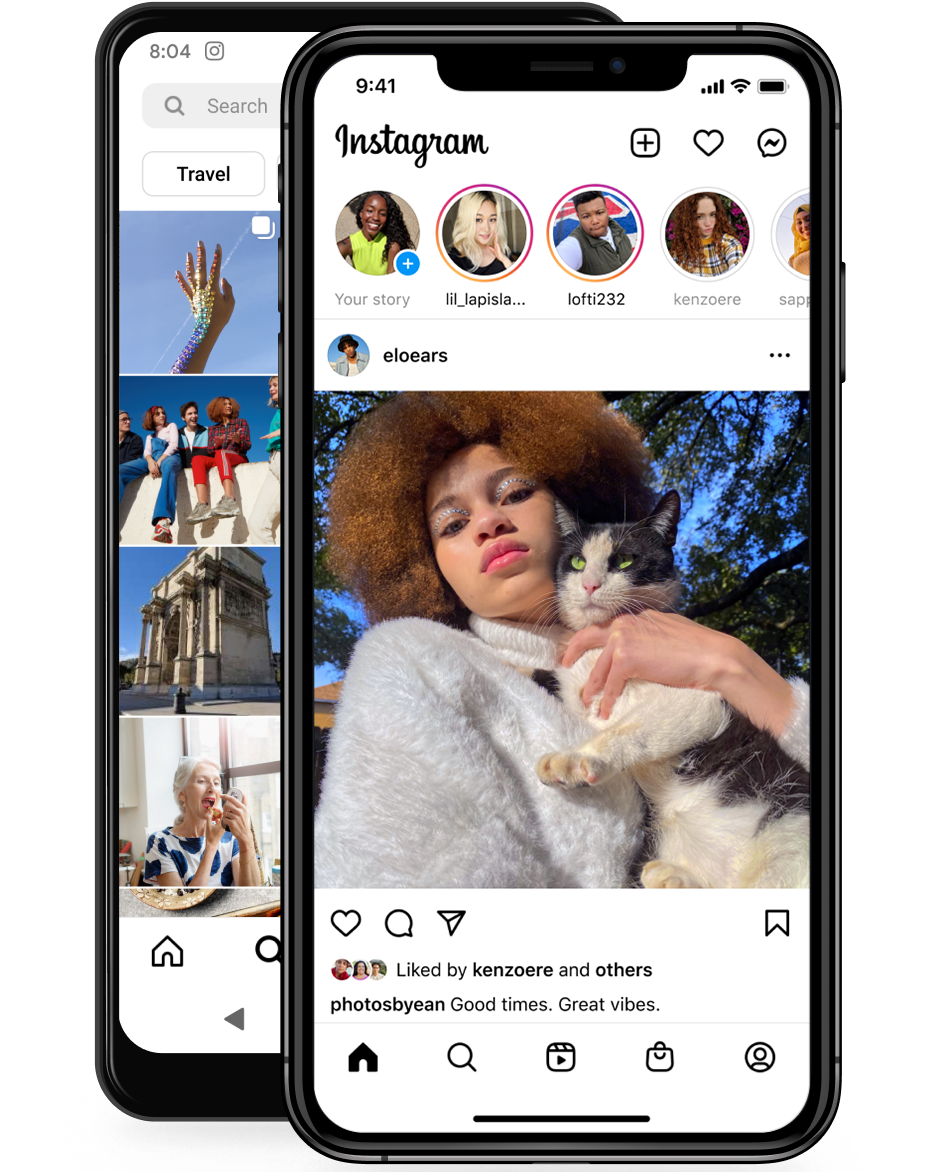 8:04
Search
Travel
9:41
Instagram
Your story
lil_lapisla...
lofti232
kenzoere
sapp
eloears
Liked by kenzoere and others
photosbyean Good times. Great vibes.